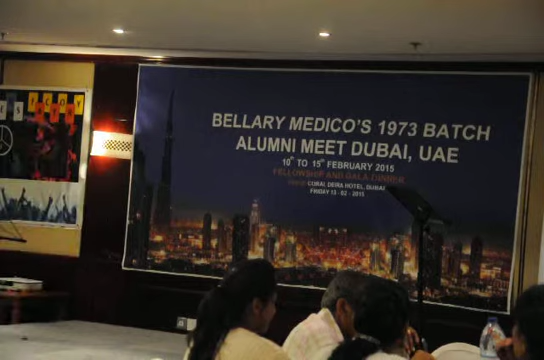 BELLARY MEDICO'S 1973 BATCH
ALUMNI MEET DUBAI, UAE
10th TO 15th FEBRUARY 2015
FELLOWSHIP AND GALA DINNER
CORAL DEIRA HOTEL, DUBAI
FRIDAY 13 - 02 - 2015